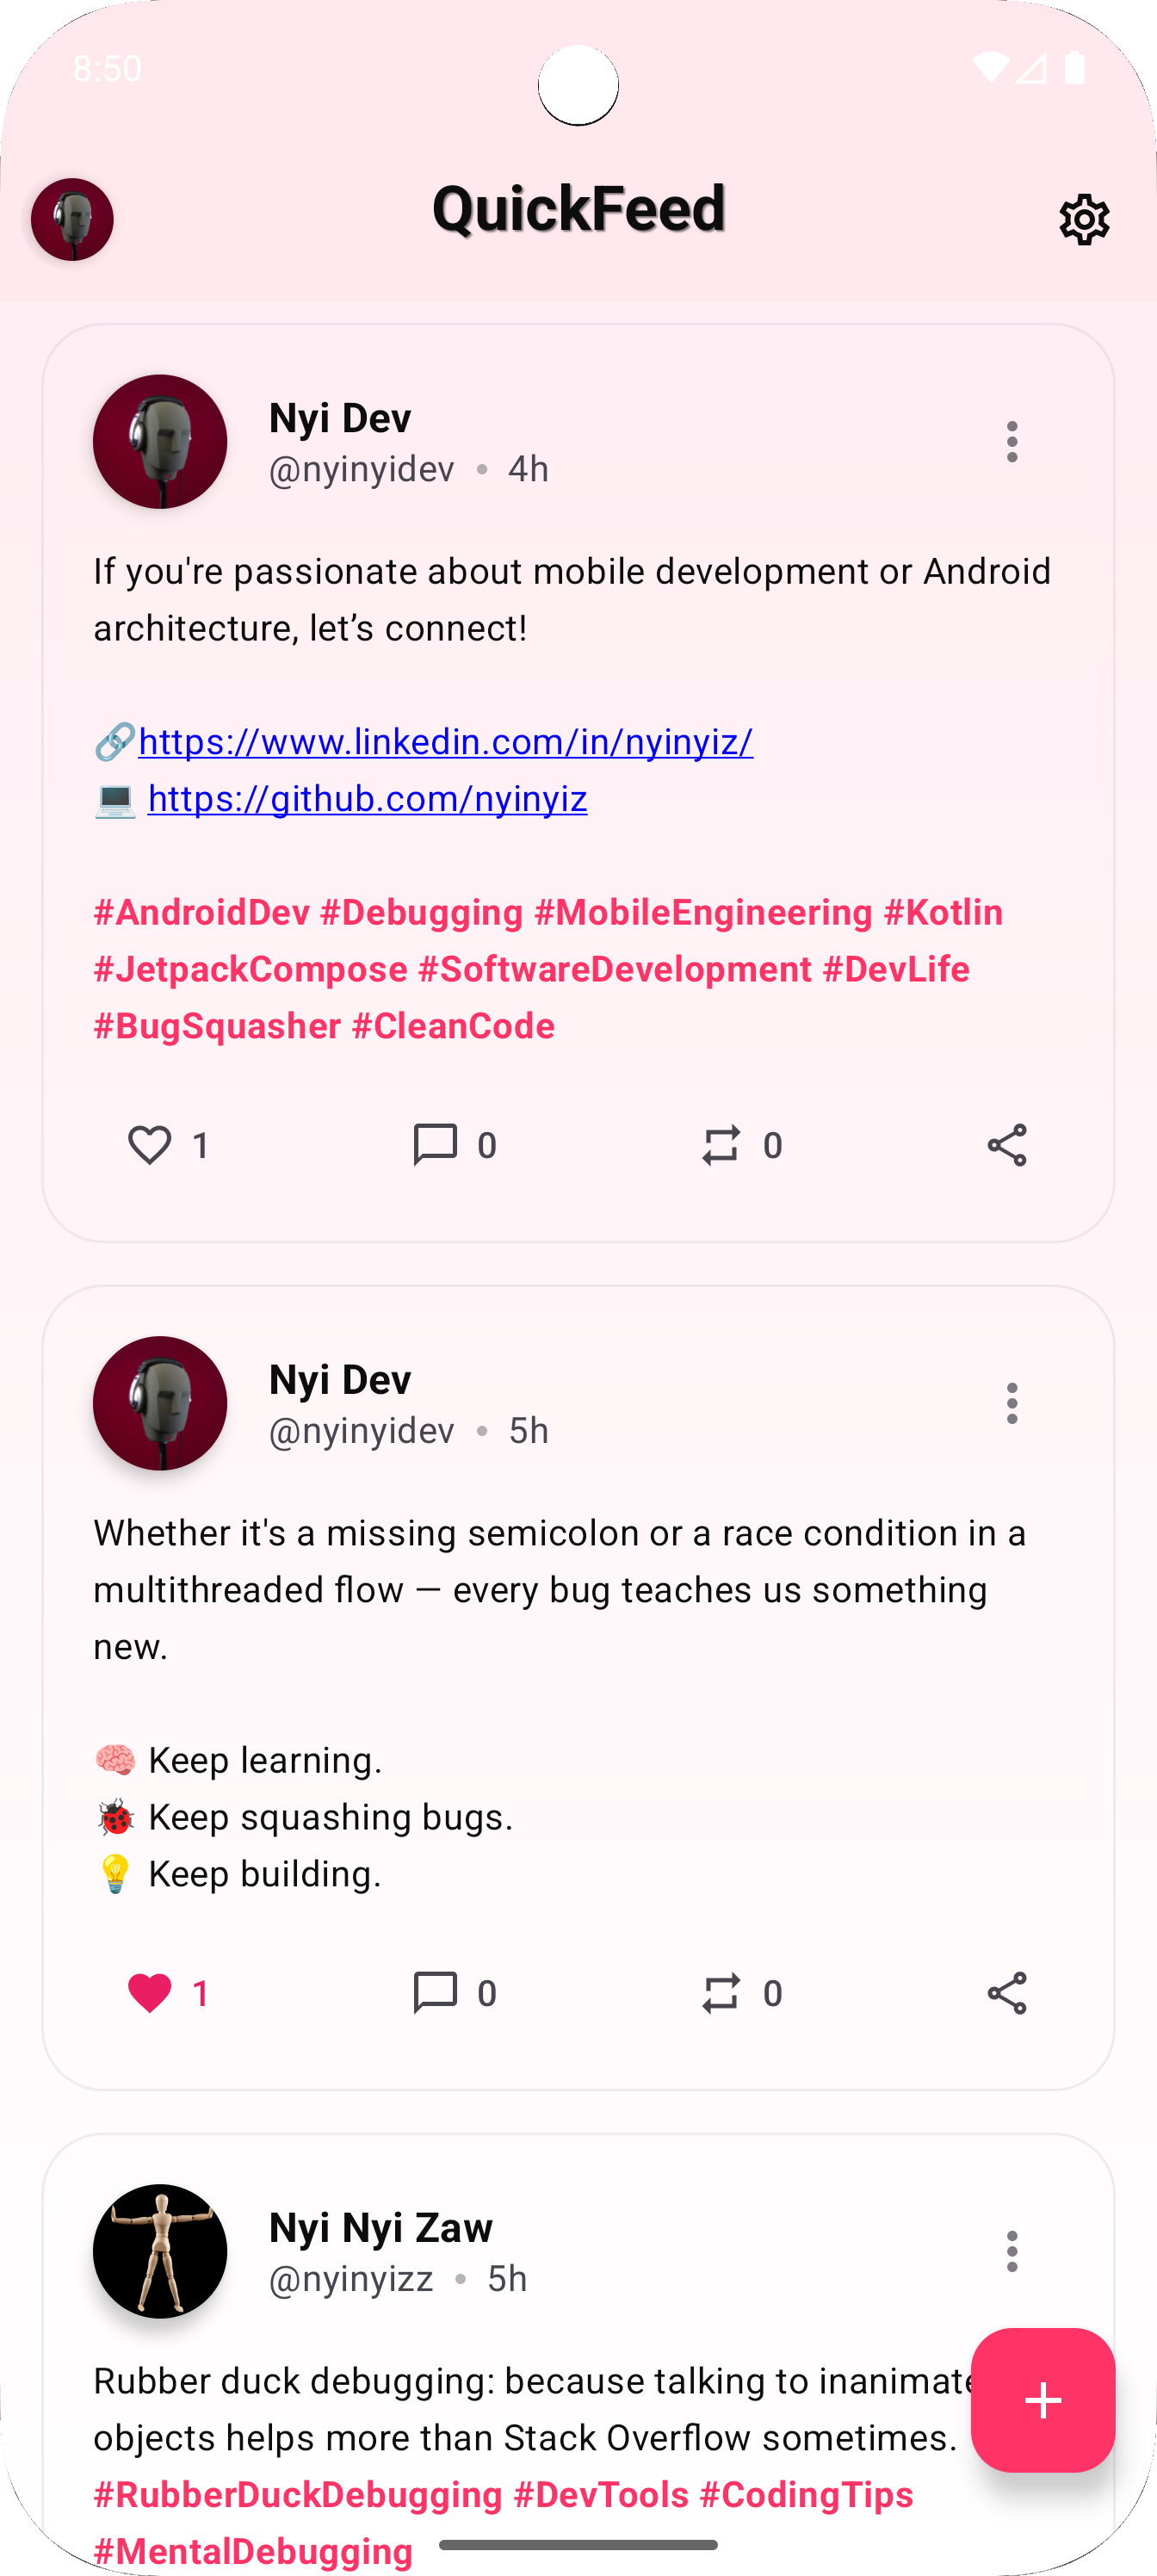 8:50
QuickFeed
Nyi Dev
@nyinyidev • 4h
If you're passionate about mobile development or Android
architecture, let’s connect!
🔗https://www.linkedin.com/in/nyinyiz/
💻 https://github.com/nyinyiz
#AndroidDev #Debugging #MobileEngineering #Kotlin
#JetpackCompose #SoftwareDevelopment #DevLife
#BugSquasher #CleanCode
1 0 0
Nyi Dev
@nyinyidev • 5h
Whether it's a missing semicolon or a race condition in a
multithreaded flow — every bug teaches us something
new.
🧠 Keep learning.
🐞 Keep squashing bugs.
💡 Keep building.
1 0 0
Nyi Nyi Zaw
@nyinyizz • 5h
Rubber duck debugging: because talking to inanimate
objects helps more than Stack Overflow sometimes.
#RubberDuckDebugging #DevTools #CodingTips
#MentalDebugging